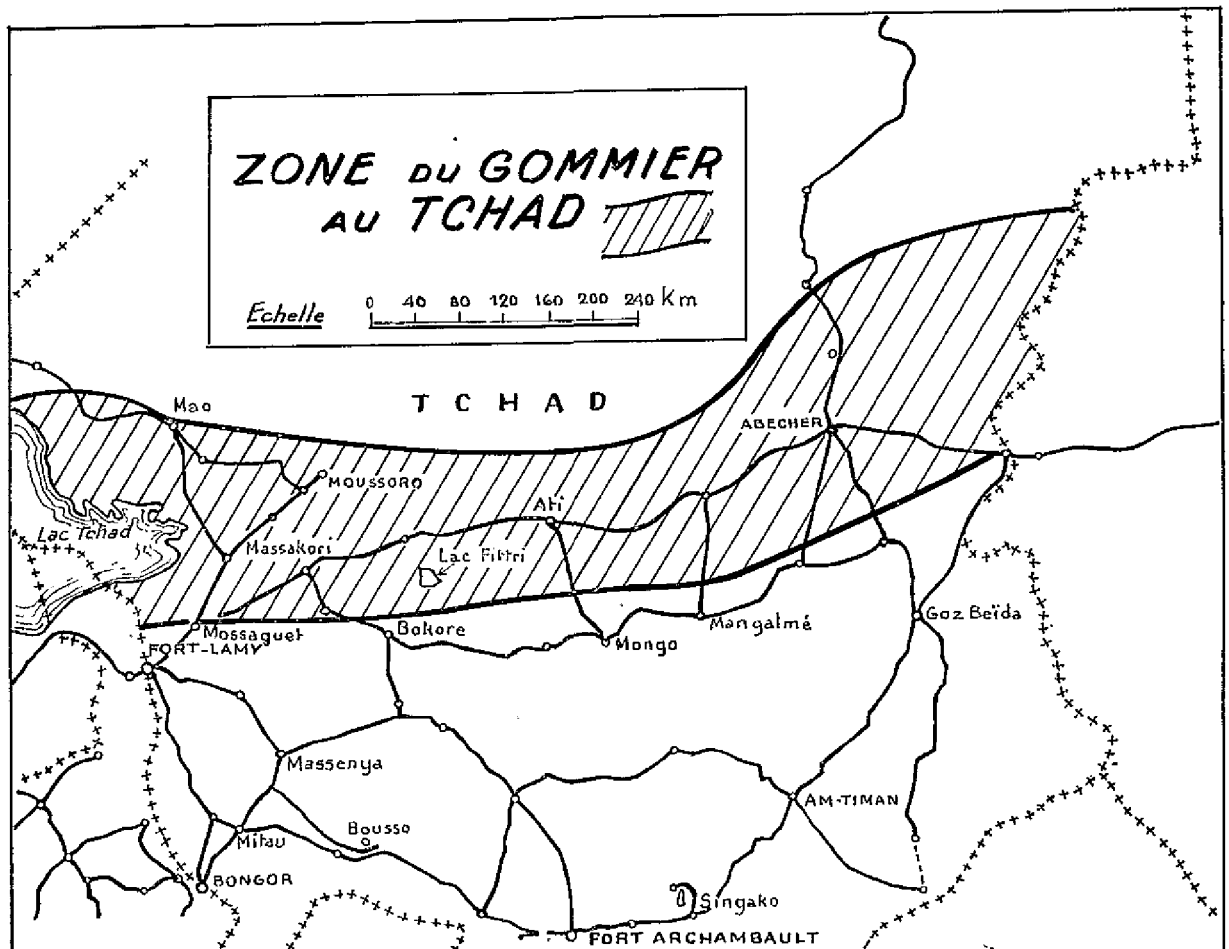 ZONE DU GOMMIER
AU TCHAD
Echelle 0 40 80 120 160 200 240 Km
TCHAD
Mao
ABECHER
MOUSSORO
Ati
Lac Tchad
Massakori
Lac Fittri
Mossaguet
Bokore
Mongo
Mangalmé
Goz Beïda
FORT-LAMY
Massenya
AM-TIMAN
Mitau
Bousso
BONGOR
Singako
FORT ARCHAMBAULT